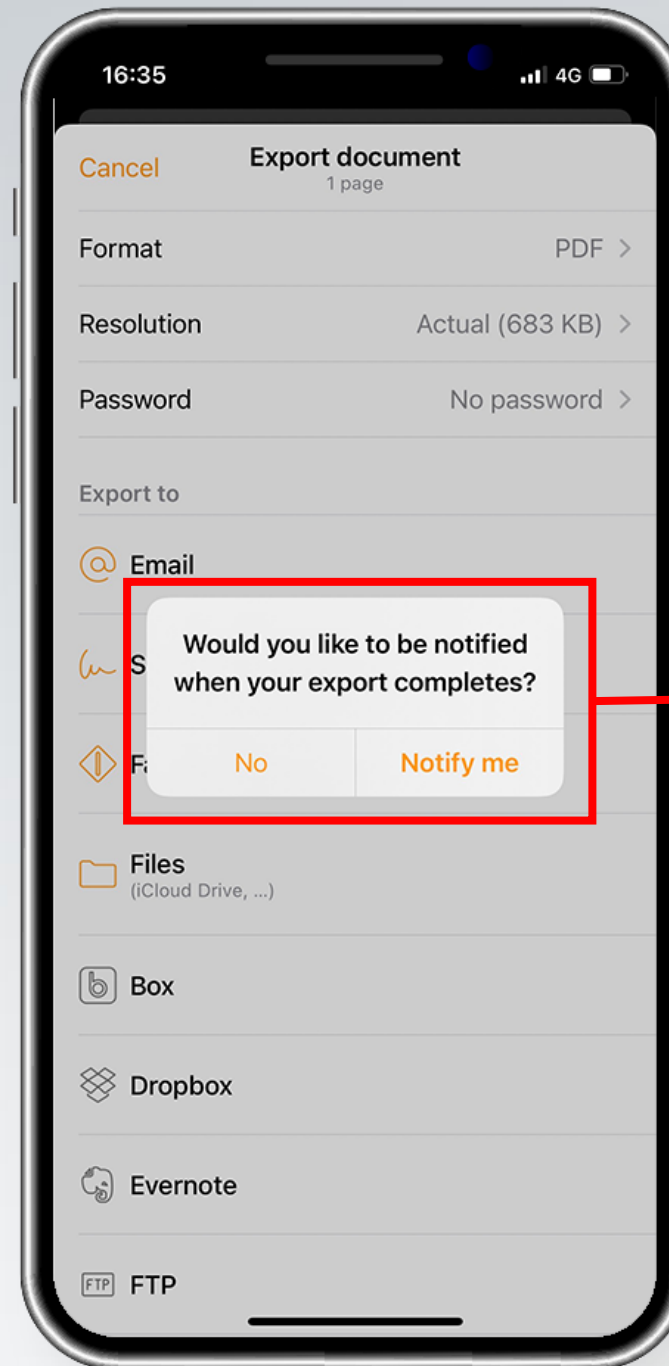 16:35
4G
Cancel
Export document
1 page
Format
PDF
Resolution
Actual (683 KB)
Password
No password
Export to
Email
Would you like to be notified
when your export completes?
S
No
Notify me
Fa
Files
(iCloud Drive, ...)
Box
Dropbox
Evernote
FTP
FTP